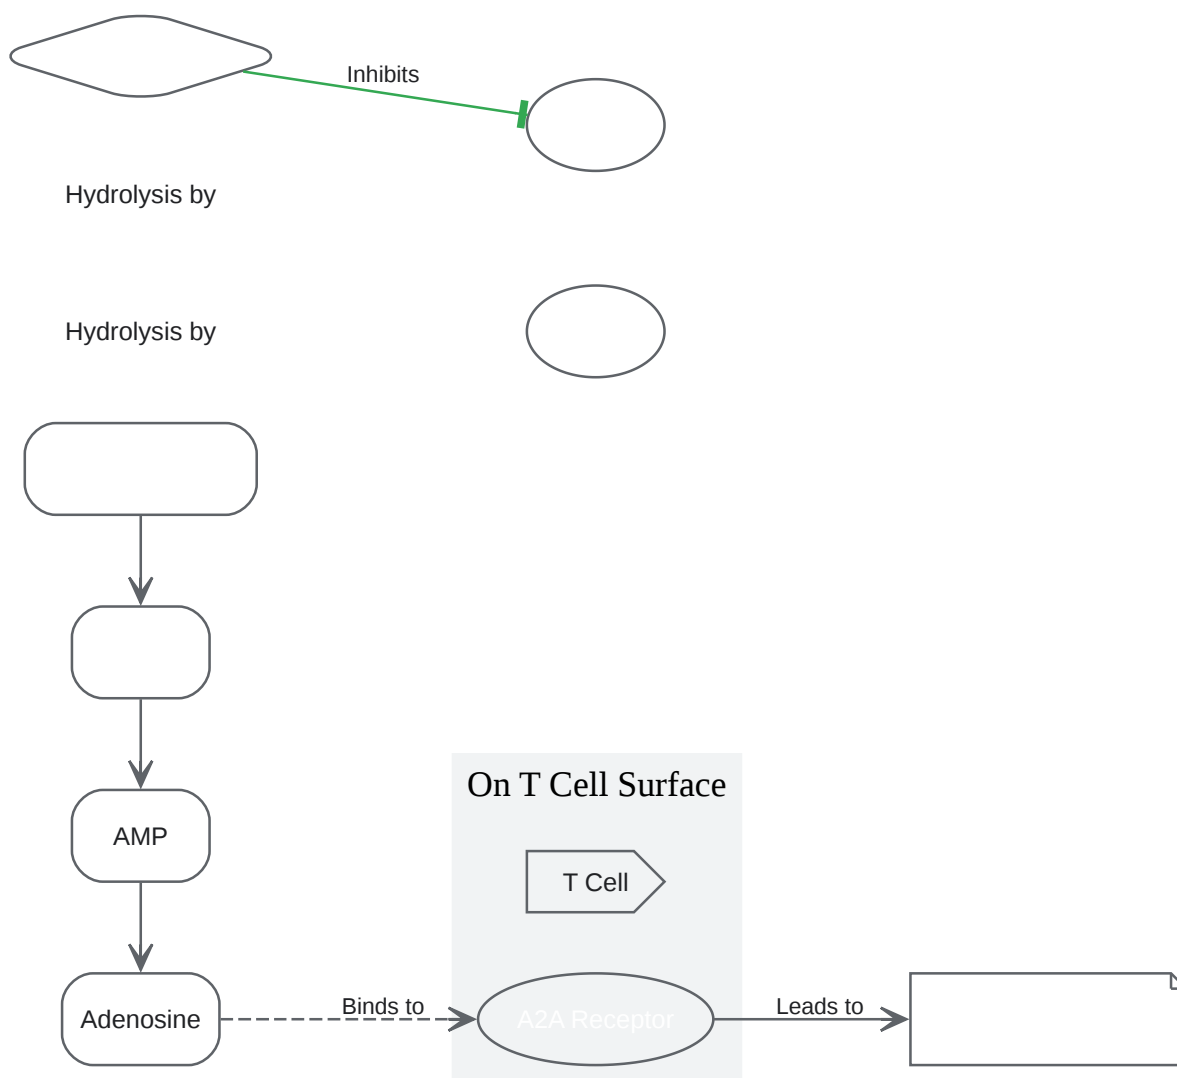 Inhibits
Hydrolysis by
Hydrolysis by
AMP
On T Cell Surface
T Cell
Adenosine
Binds to
A2A Receptor
Leads to